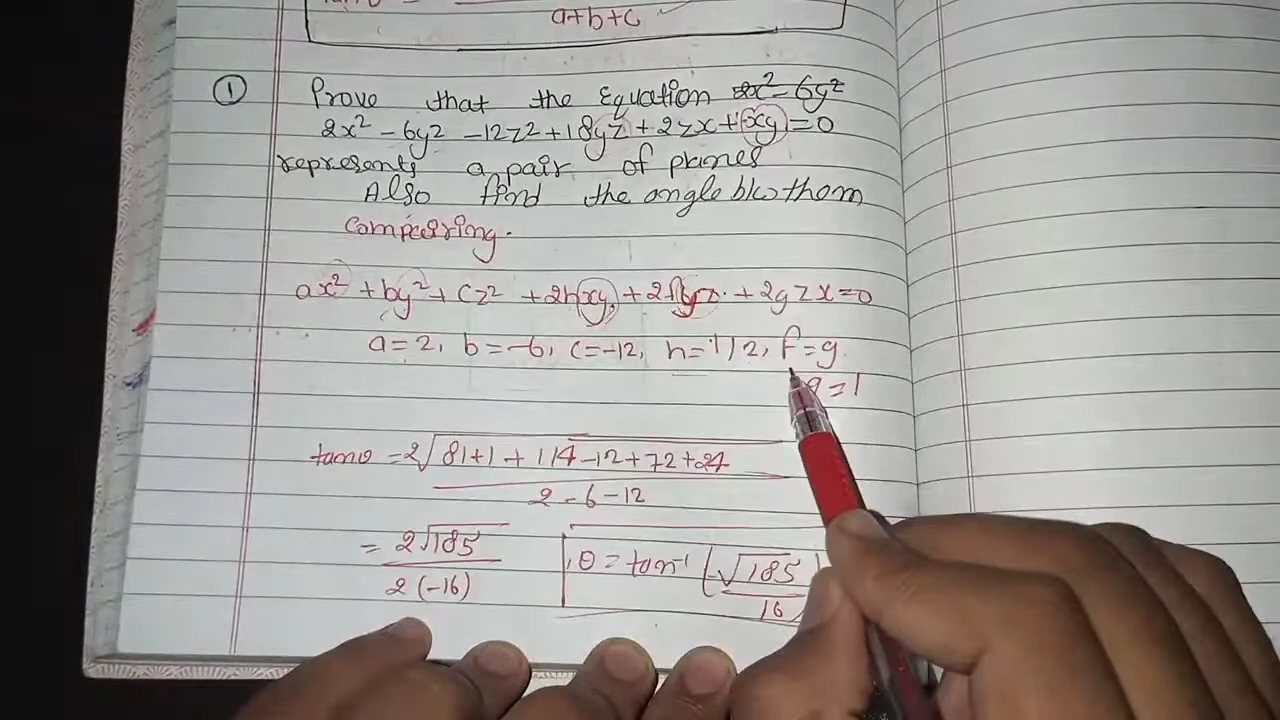 a+b+c
① Prove that the Equation 2x² - 6y²
2x² - 6y² - 12z² + 18yz + 2zx + xy = 0
represents a pair of planes
Also find the angle b/w them
Compairing.
ax² + by² + cz² + 2hxy + 2fyz + 2gzx = 0
a = 2, b = -6, c = -12, h = 1/2, f = 9
g = 1
tanθ = 2√81+1+1/4-12+72+24
2-6-12
= 2√185
2(-16)
θ = tan⁻¹ (√185
16